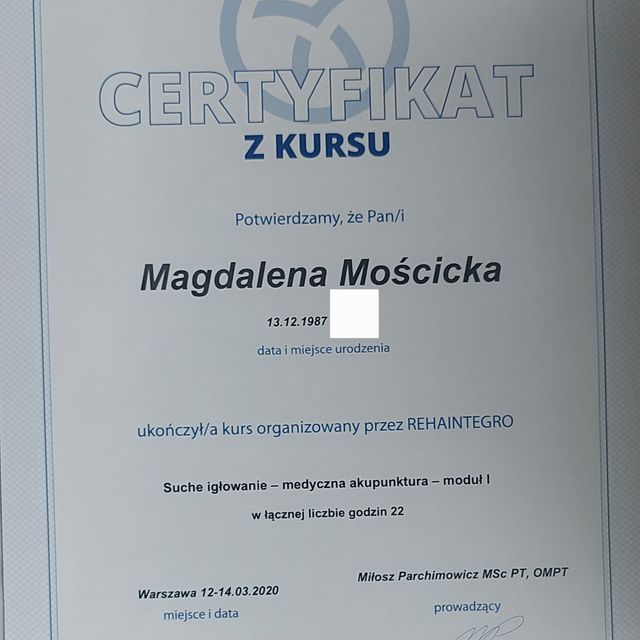 CERTYFIKAT
Z KURSU
Potwierdzamy, że Pan/i
Magdalena Mościcka
13.12.1987
data i miejsce urodzenia
ukończył/a kurs organizowany przez REHAINTEGRO
Suche igłowanie – medyczna akupunktura – moduł I
w łącznej liczbie godzin 22
Warszawa 12-14.03.2020
miejsce i data
Miłosz Parchimowicz MSc PT, OMPT
prowadzący